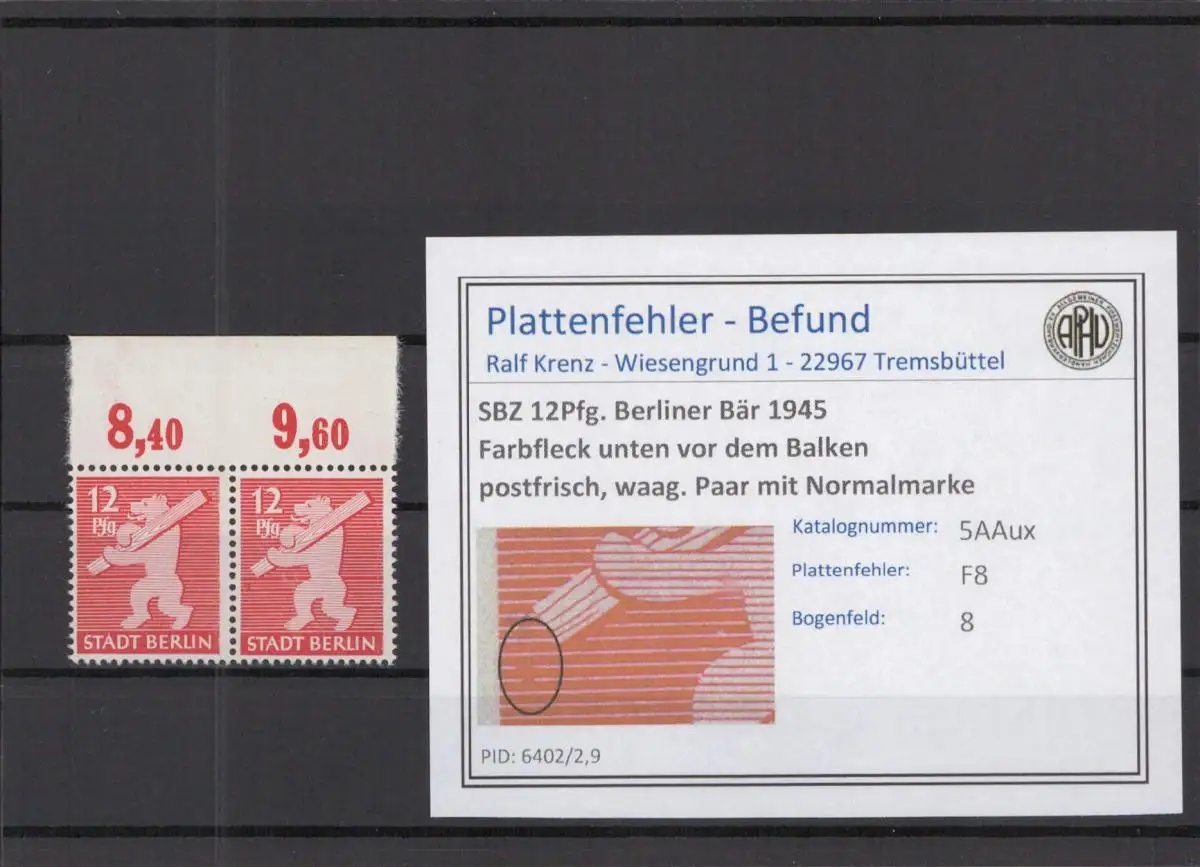 8,40 9,60
12 Pfg
STADT BERLIN
12 Pfg
STADT BERLIN
Plattenfehler - Befund
Ralf Krenz - Wiesengrund 1 - 22967 Tremsbüttel
APHV
SBZ 12Pfg. Berliner Bär 1945
Farbfleck unten vor dem Balken
postfrisch, waag. Paar mit Normalmarke
Katalognummer: 5AAux
Plattenfehler: F8
Bogenfeld: 8
PID: 6402/2,9